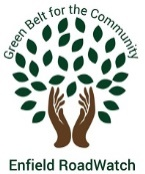 Green Belt for the Community
Enfield RoadWatch